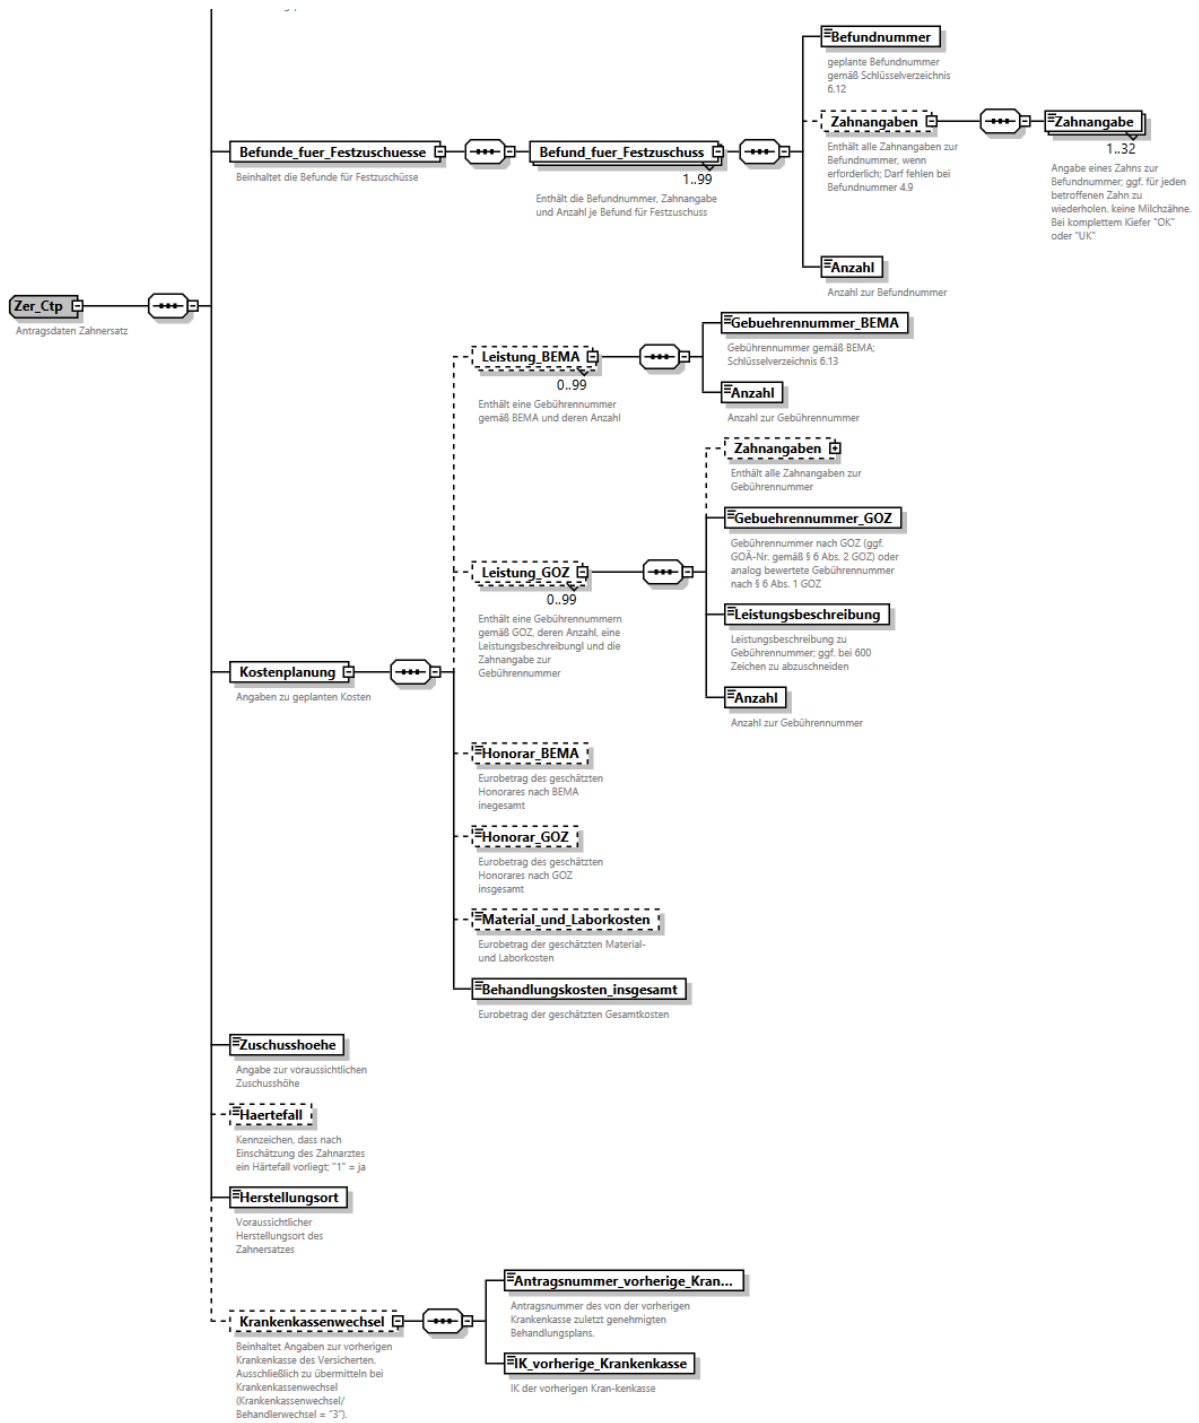 Befundnummer
geplante Befundnummer
gemäß Schlüsselverzeichnis
6.12
Zahnangaben
Enthält alle Zahnangaben zur
Befundnummer, wenn
erforderlich; Darf fehlen bei
Befundnummer 4.9
Zahnangabe
1..32
Angabe eines Zahns zur
Befundnummer; ggf. für jeden
betroffenen Zahn zu
wiederholen. keine Milchzähne.
Bei komplettem Kiefer "OK"
oder "UK"
Befunde_fuer_Festzuschuesse
Beinhaltet die Befunde für Festzuschüsse
Befund_fuer_Festzuschuss
1..99
Enthält die Befundnummer, Zahnangabe
und Anzahl je Befund für Festzuschuss
Anzahl
Anzahl zur Befundnummer
Zer_Ctp
Antragsdaten Zahnersatz
Leistung_BEMA
0..99
Enthält eine Gebührennummer
gemäß BEMA und deren Anzahl
Gebuehrennummer_BEMA
Gebührennummer gemäß BEMA;
Schlüsselverzeichnis 6.13
Anzahl
Anzahl zur Gebührennummer
Zahnangaben
Enthält alle Zahnangaben zur
Gebührennummer
Gebuehrennummer_GOZ
Gebührennummer nach GOZ (ggf.
GOÄ-Nr. gemäß § 6 Abs. 2 GOZ) oder
analog bewertete Gebührennummer
nach § 6 Abs. 1 GOZ
Leistung_GOZ
0..99
Enthält eine Gebührennummern
gemäß GOZ, deren Anzahl, eine
Leistungsbeschreibungl und die
Zahnangabe zur
Gebührennummer
Leistungsbeschreibung
Leistungsbeschreibung zu
Gebührennummer; ggf. bei 600
Zeichen zu abzuschneiden
Anzahl
Anzahl zur Gebührennummer
Kostenplanung
Angaben zu geplanten Kosten
Honorar_BEMA
Eurobetrag des geschätzten
Honorares nach BEMA
inegesamt
Honorar_GOZ
Eurobetrag des geschätzten
Honorares nach GOZ
insgesamt
Material_und_Laborkosten
Eurobetrag der geschätzten Material-
und Laborkosten
Behandlungskosten_insgesamt
Eurobetrag der geschätzten Gesamtkosten
Zuschusshoehe
Angabe zur voraussichtlichen
Zuschusshöhe
Haertefall
Kennzeichen, dass nach
Einschätzung des Zahnarztes
ein Härtefall vorliegt; "1" = ja
Herstellungsort
Voraussichtlicher
Herstellungsort des
Zahnersatzes
Krankenkassenwechsel
Beinhaltet Angaben zur vorherigen
Krankenkasse des Versicherten.
Ausschließlich zu übermitteln bei
Krankenkassenwechsel
(Krankenkassenwechsel/
Behandlerwechsel = "3").
Antragsnummer_vorherige_Kran...
Antragsnummer des von der vorherigen
Krankenkasse zuletzt genehmigten
Behandlungsplans.
IK_vorherige_Krankenkasse
IK der vorherigen Kran-kenkasse